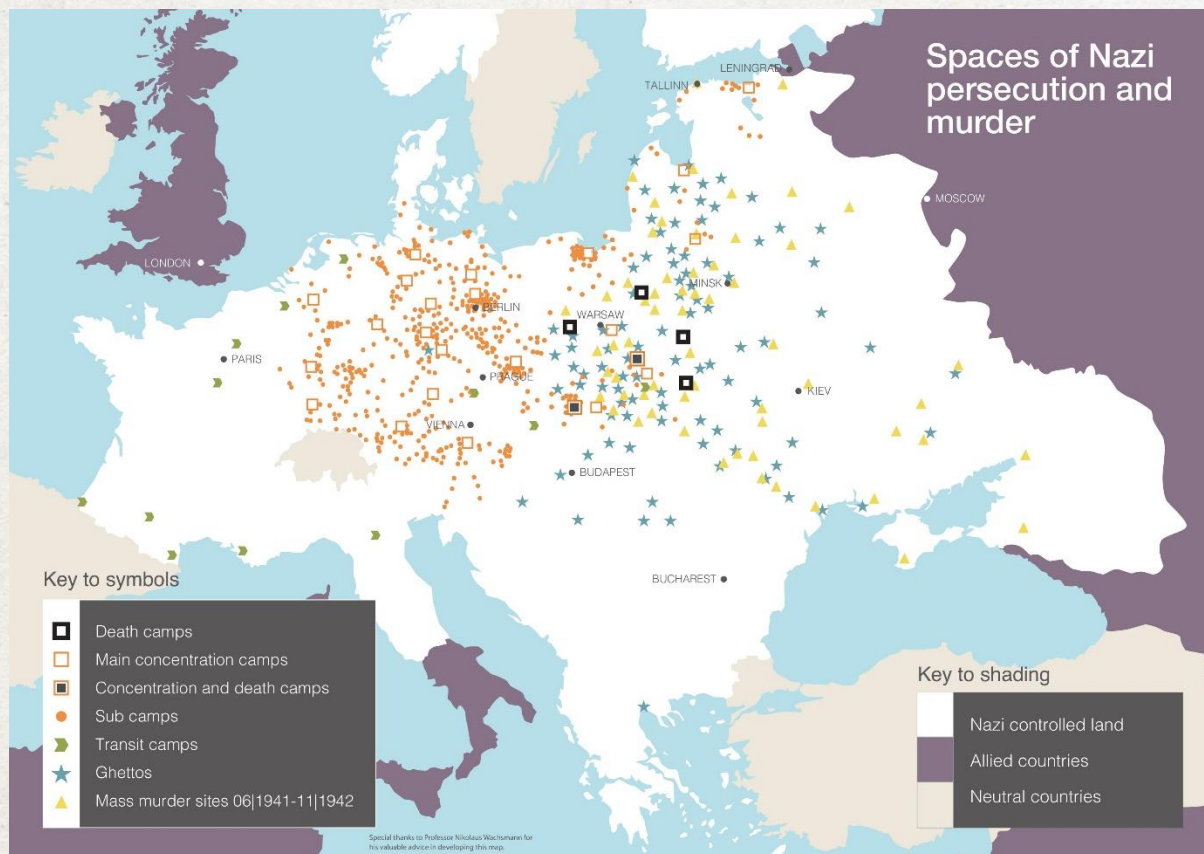 Spaces of Nazi
persecution and
murder
LENINGRAD
TALLINN
MOSCOW
LONDON
MINSK
BERLIN
WARSAW
PARIS
PRAGUE
KIEV
VIENNA
BUDAPEST
BUCHAREST
Key to symbols
Death camps
Main concentration camps
Concentration and death camps
Sub camps
Transit camps
Ghettos
Mass murder sites 06|1941-11|1942
Key to shading
Nazi controlled land
Allied countries
Neutral countries
Special thanks to Professor Nikolaus Wachsmann for
his valuable advice in developing this map.